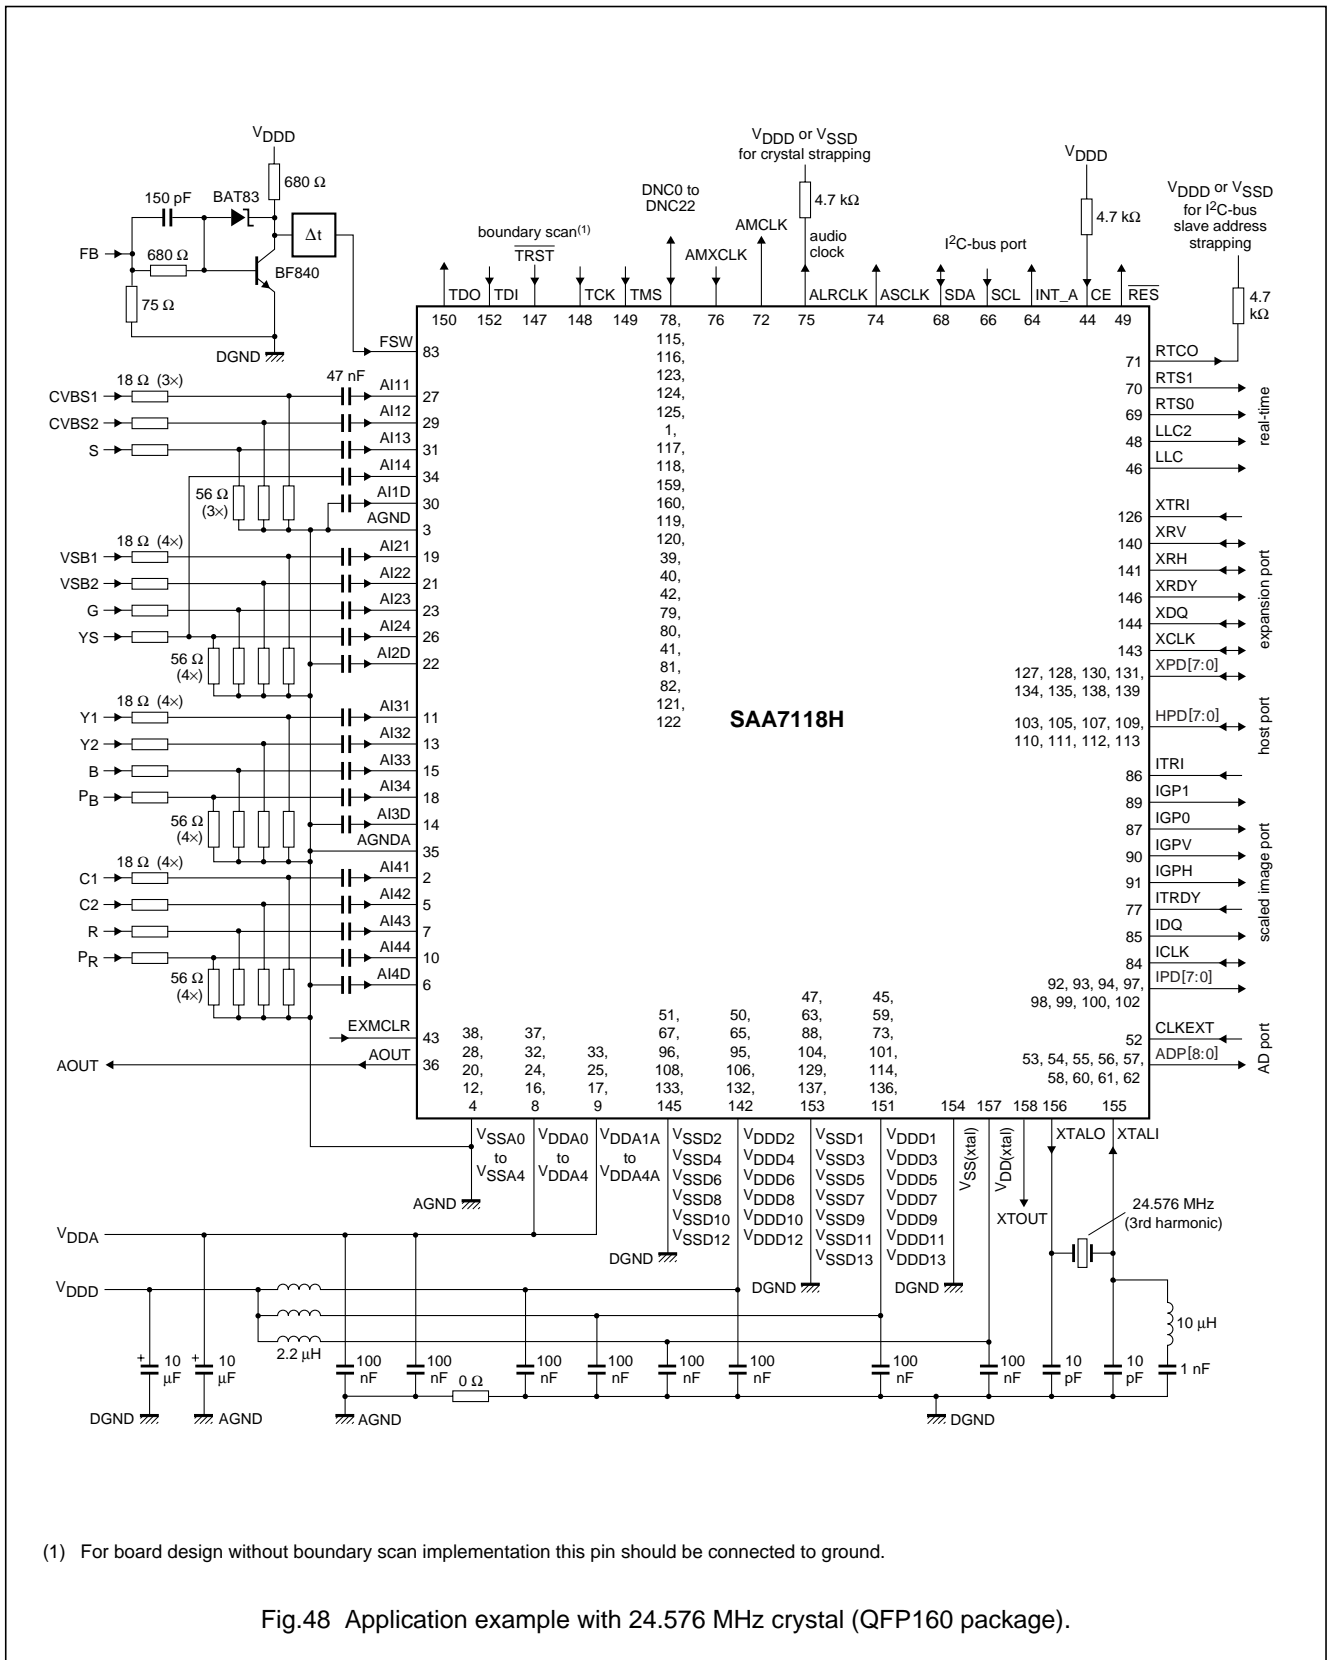 VDDD
680 Ω
150 pF
BAT83
FB
680 Ω
BF840
75 Ω
DGND
Δt
VDDD or VSSD
for crystal strapping
4.7 kΩ
DNC0 to
DNC22
AMCLK
AMXCLK
audio
clock
boundary scan(1)
TRST
I2C-bus port
VDDD
4.7 kΩ
VDDD or VSSD
for I2C-bus
slave address
strapping
4.7
kΩ
TDO
TDI
TCK
TMS
ALRCLK
ASCLK
SDA
SCL
INT_A
CE
RES
150
152
147
148
149
78,
115,
116,
123,
124,
125,
1,
117,
118,
159,
160,
119,
120,
39,
40,
42,
79,
80,
41,
81,
82,
121,
122
76
72
75
74
68
66
64
44
49
FSW
83
CVBS1
18 Ω (3×)
47 nF
AI11
27
CVBS2
AI12
29
S
AI13
31
AI14
34
56 Ω
(3×)
AI1D
30
AGND
3
VSB1
18 Ω (4×)
AI21
19
VSB2
AI22
21
G
AI23
23
YS
AI24
26
56 Ω
(4×)
AI2D
22
Y1
18 Ω (4×)
AI31
11
Y2
AI32
13
B
AI33
15
PB
AI34
18
56 Ω
(4×)
AI3D
14
AGNDA
35
C1
18 Ω (4×)
AI41
2
C2
AI42
5
R
AI43
7
PR
AI44
10
56 Ω
(4×)
AI4D
6
EXMCLR
43
AOUT
AOUT
36
SAA7118H
71
RTCO
70
RTS1
69
RTS0
48
LLC2
46
LLC
real-time
126
XTRI
140
XRV
141
XRH
146
XRDY
144
XDQ
143
XCLK
127, 128, 130, 131,
134, 135, 138, 139
XPD[7:0]
expansion port
103, 105, 107, 109,
110, 111, 112, 113
HPD[7:0]
host port
86
ITRI
89
IGP1
87
IGP0
90
IGPV
91
IGPH
77
ITRDY
85
IDQ
84
ICLK
92, 93, 94, 97,
98, 99, 100, 102
IPD[7:0]
scaled image port
52
CLKEXT
53, 54, 55, 56, 57,
58, 60, 61, 62
ADP[8:0]
AD port
38,
28,
20,
12,
4
37,
32,
24,
16,
8
33,
25,
17,
9
51,
67,
96,
108,
133,
145
50,
65,
95,
106,
132,
142
47,
63,
88,
104,
129,
137,
153
45,
59,
73,
101,
114,
136,
151
154
157
158
156
155
VSSA0
to
VSSA4
VDDA0
to
VDDA4
VDDA1A
to
VDDA4A
VSSD2
VSSD4
VSSD6
VSSD8
VSSD10
VSSD12
VDDD2
VDDD4
VDDD6
VDDD8
VDDD10
VDDD12
VSSD1
VSSD3
VSSD5
VSSD7
VSSD9
VSSD11
VSSD13
VDDD1
VDDD3
VDDD5
VDDD7
VDDD9
VDDD11
VDDD13
VSS(xtal)
VDD(xtal)
XTOUT
XTALO
XTALI
24.576 MHz
(3rd harmonic)
AGND
DGND
DGND
DGND
VDDA
VDDD
2.2 μH
10 μH
+
10
μF
+
10
μF
100
nF
100
nF
100
nF
100
nF
100
nF
100
nF
100
nF
100
nF
10
pF
10
pF
1 nF
0 Ω
DGND
AGND
AGND
DGND
(1) For board design without boundary scan implementation this pin should be connected to ground.
Fig.48 Application example with 24.576 MHz crystal (QFP160 package).